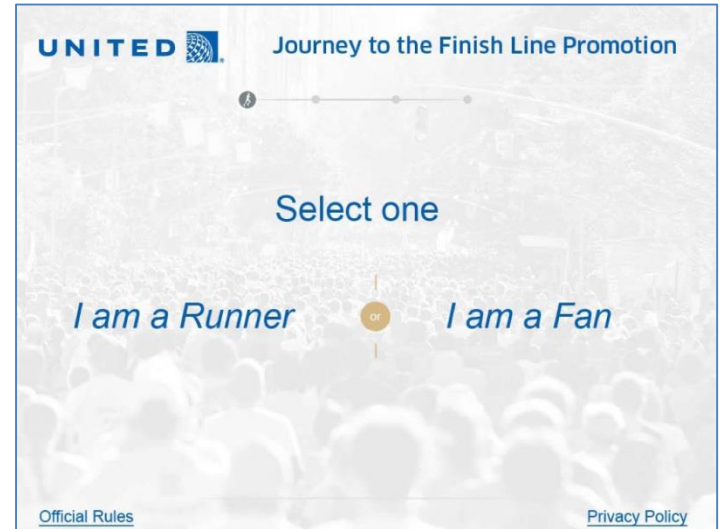 UNITED Journey to the Finish Line Promotion
Select one
I am a Runner or I am a Fan
Official Rules Privacy Policy